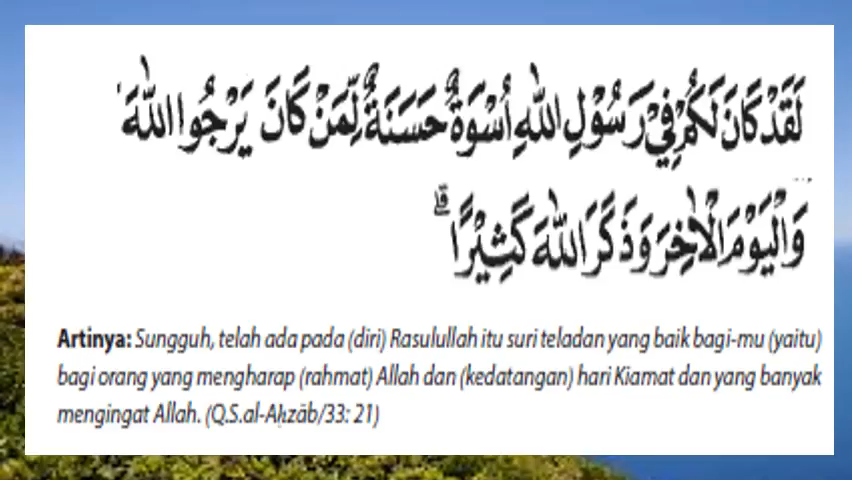 لَقَدْ كَانَ لَكُمْ فِيْ رَسُوْلِ اللّٰهِ اُسْوَةٌ حَسَنَةٌ لِّمَنْ كَانَ يَرْجُوا اللّٰهَ
وَالْيَوْمَ الْاٰخِرَ وَذَكَرَ اللّٰهَ كَثِيْرًاۗ
Artinya: Sungguh, telah ada pada (diri) Rasulullah itu suri teladan yang baik bagi-mu (yaitu)
bagi orang yang mengharap (rahmat) Allah dan (kedatangan) hari Kiamat dan yang banyak
mengingat Allah. (Q.S.al-Aḥzāb/33: 21)